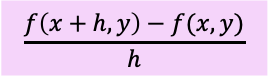 f(x + h, y) − f(x, y)
h